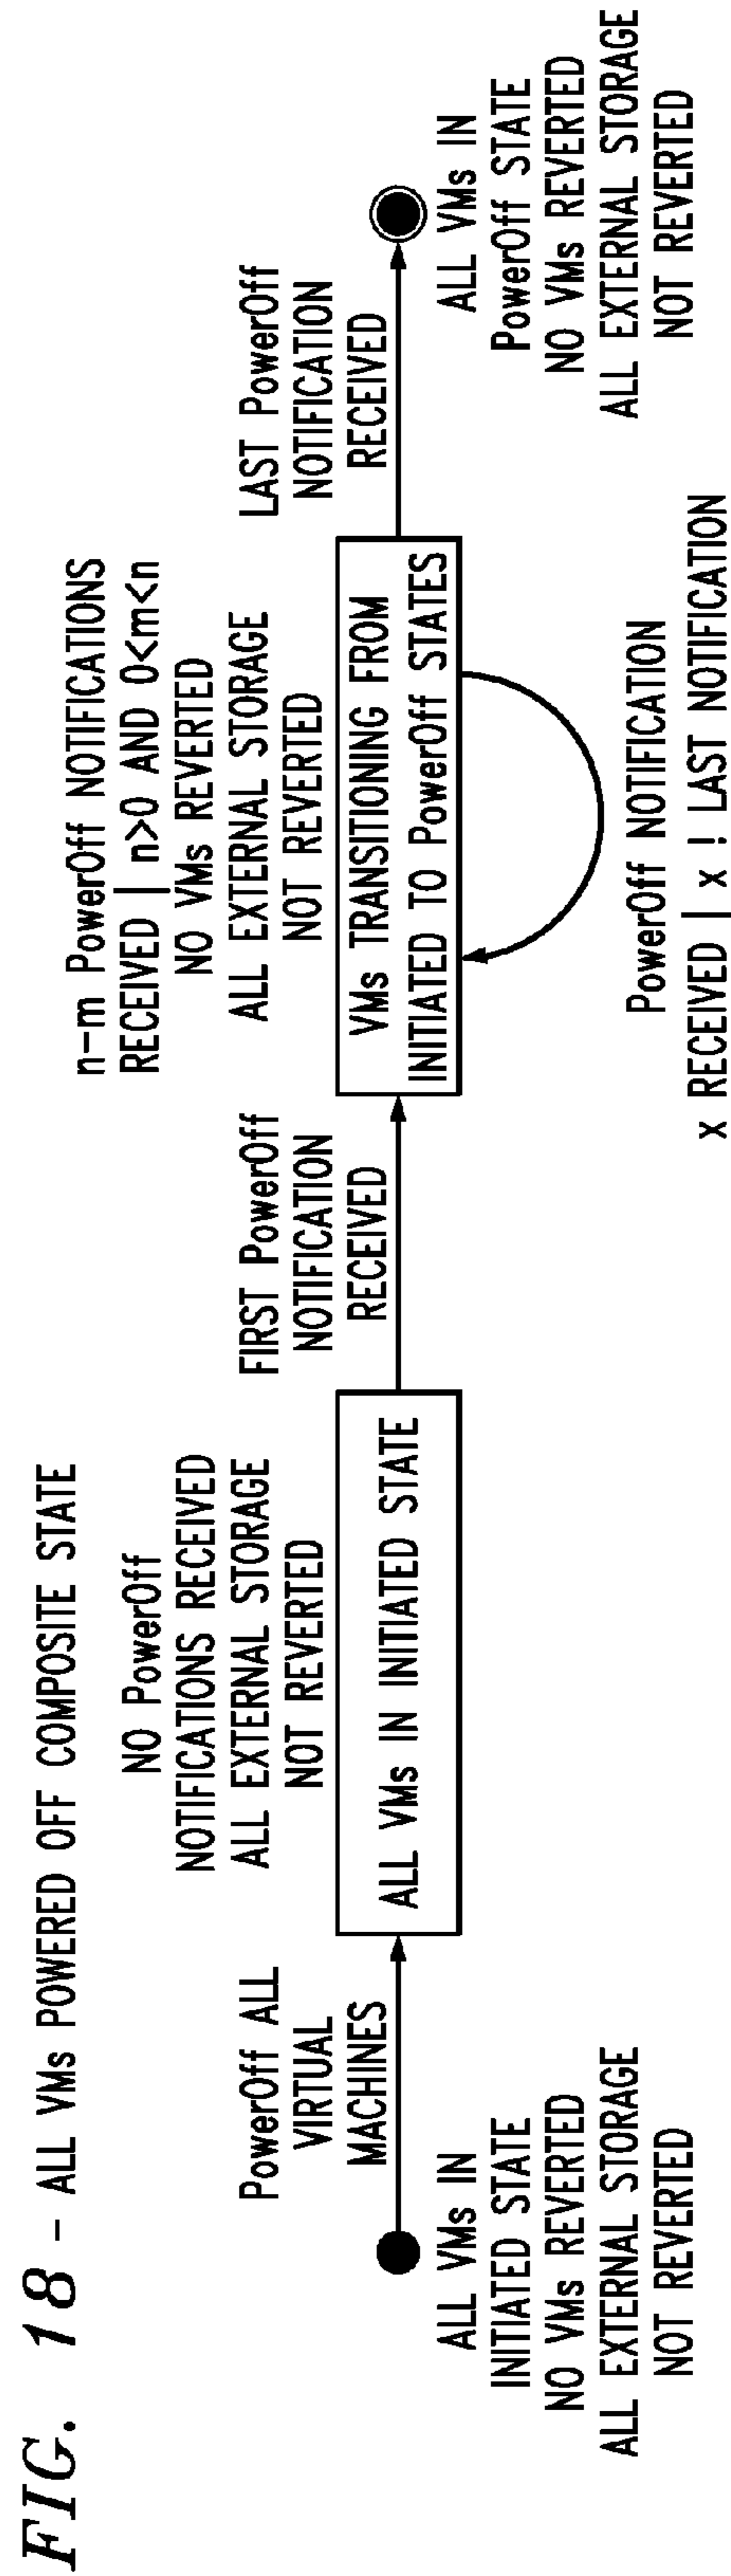 FIG. 18 - ALL VMs POWERED OFF COMPOSITE STATE
ALL VMs IN
INITIATED STATE
NO VMs REVERTED
ALL EXTERNAL STORAGE
NOT REVERTED
PowerOff ALL
VIRTUAL
MACHINES
NO PowerOff
NOTIFICATIONS RECEIVED
ALL EXTERNAL STORAGE
NOT REVERTED
ALL VMs IN INITIATED STATE
FIRST PowerOff
NOTIFICATION
RECEIVED
n-m PowerOff NOTIFICATIONS
RECEIVED | n>0 AND 0<m<n
NO VMs REVERTED
ALL EXTERNAL STORAGE
NOT REVERTED
VMs TRANSITIONING FROM
INITIATED TO PowerOff STATES
PowerOff NOTIFICATION
x RECEIVED | x ! LAST NOTIFICATION
LAST PowerOff
NOTIFICATION
RECEIVED
ALL VMs IN
PowerOff STATE
NO VMs REVERTED
ALL EXTERNAL STORAGE
NOT REVERTED